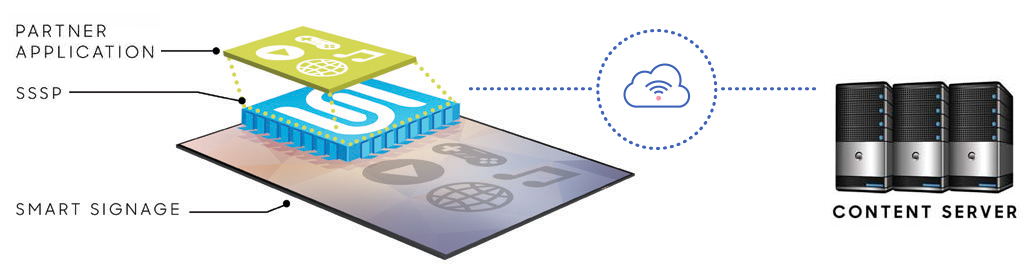 PARTNER
APPLICATION
SSSP
SMART SIGNAGE
CONTENT SERVER